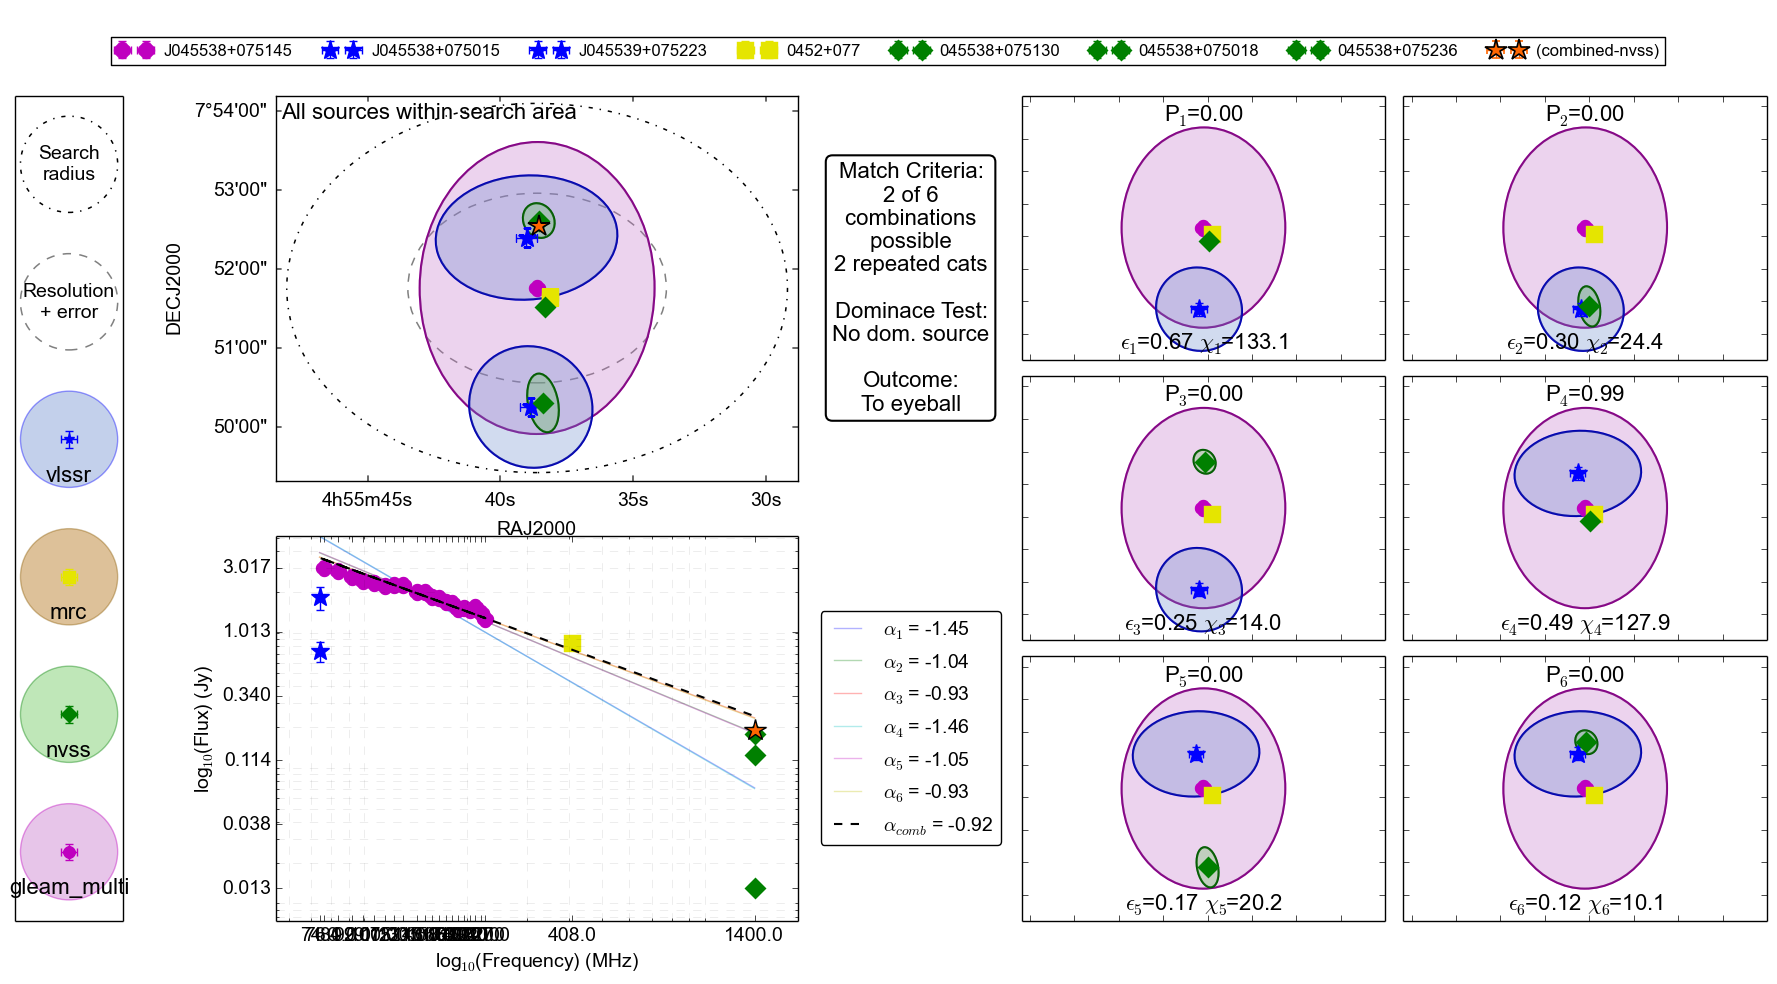 J045538+075145 J045538+075015 J045539+075223 0452+077 045538+075130 045538+075018 045538+075236 (combined-nvss)
Search
radius
Resolution
+ error
vlssr
mrc
nvss
gleam_multi
All sources within search area
DECJ2000
7°54'00"
53'00"
52'00"
51'00"
50'00"
4h55m45s 40s 35s 30s
RAJ2000
Match Criteria:
2 of 6
combinations
possible
2 repeated cats
Dominace Test:
No dom. source
Outcome:
To eyeball
log10(Flux) (Jy)
3.017
1.013
0.340
0.114
0.038
0.013
408.0 1400.0
log10(Frequency) (MHz)
α1 = -1.45
α2 = -1.04
α3 = -0.93
α4 = -1.46
α5 = -1.05
α6 = -0.93
αcomb = -0.92
P1=0.00
ϵ1=0.67 χ1=133.1
P2=0.00
ϵ2=0.30 χ2=24.4
P3=0.00
ϵ3=0.25 χ3=14.0
P4=0.99
ϵ4=0.49 χ4=127.9
P5=0.00
ϵ5=0.17 χ5=20.2
P6=0.00
ϵ6=0.12 χ6=10.1